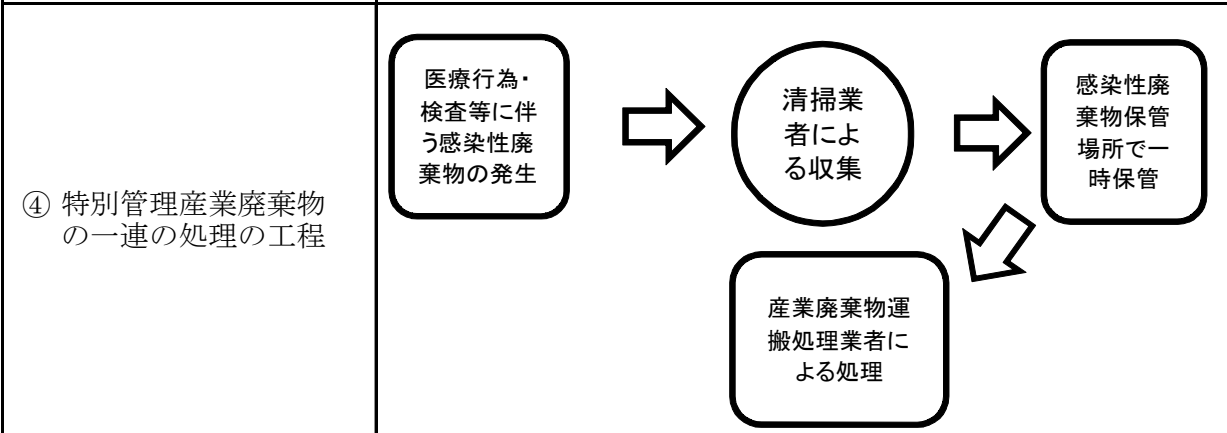 ④ 特別管理産業廃棄物
の一連の処理の工程
医療行為・
検査等に伴
う感染性廃
棄物の発生
清掃業
者によ
る収集
感染性廃
棄物保管
場所で一
時保管
産業廃棄物運
搬処理業者に
よる処理